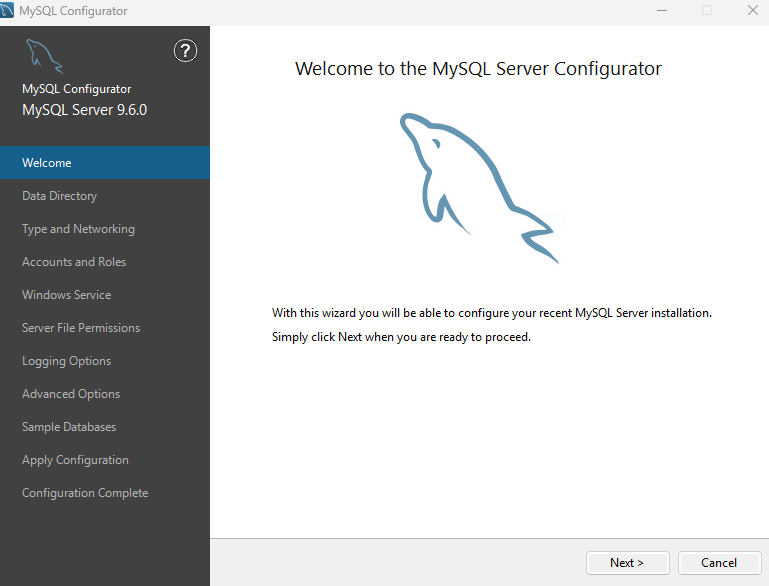 MySQL Configurator
?
MySQL Configurator
MySQL Server 9.6.0
Welcome
Data Directory
Type and Networking
Accounts and Roles
Windows Service
Server File Permissions
Logging Options
Advanced Options
Sample Databases
Apply Configuration
Configuration Complete
Welcome to the MySQL Server Configurator
With this wizard you will be able to configure your recent MySQL Server installation.
Simply click Next when you are ready to proceed.
Next >
Cancel